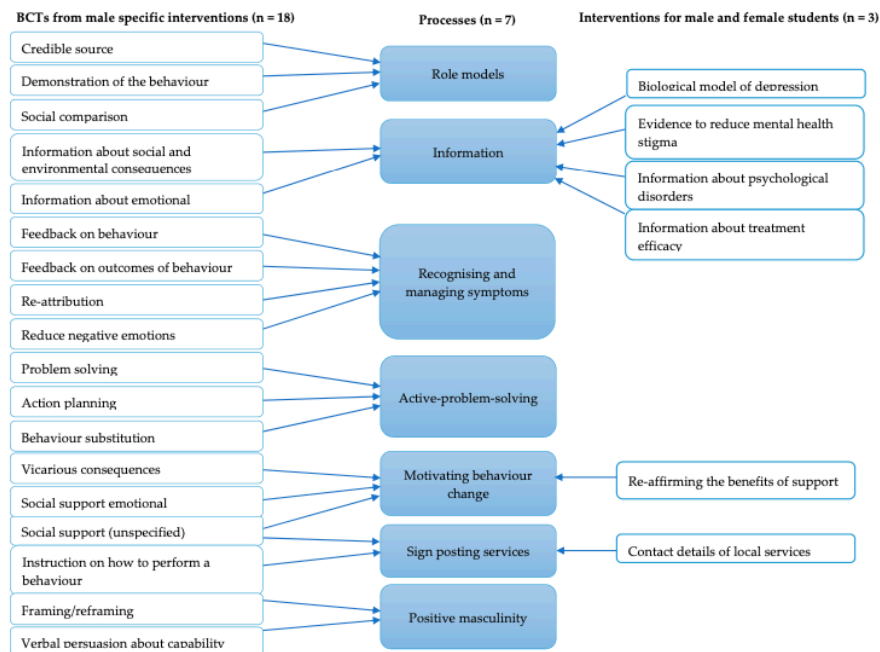 BCTs from male specific interventions (n = 18)
Processes (n = 7)
Interventions for male and female students (n = 3)
Credible source
Demonstration of the behaviour
Social comparison
Information about social and
environmental consequences
Information about emotional
Feedback on behaviour
Feedback on outcomes of behaviour
Re-attribution
Reduce negative emotions
Problem solving
Action planning
Behaviour substitution
Vicarious consequences
Social support emotional
Social support (unspecified)
Instruction on how to perform a
behaviour
Framing/reframing
Verbal persuasion about capability
Role models
Information
Recognising and
managing symptoms
Active-problem-solving
Motivating behaviour
change
Sign posting services
Positive masculinity
Biological model of depression
Evidence to reduce mental health
stigma
Information about psychological
disorders
Information about treatment
efficacy
Re-affirming the benefits of support
Contact details of local services